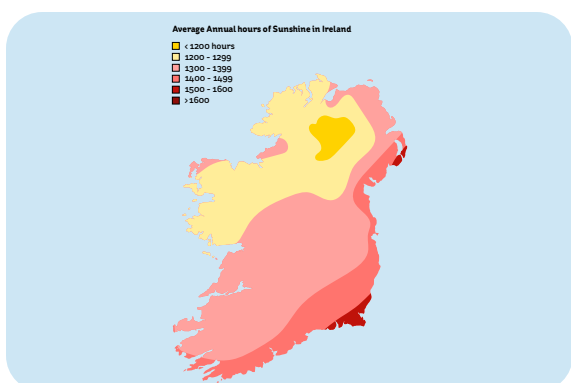 Average Annual hours of Sunshine in Ireland
< 1200 hours
1200 - 1299
1300 - 1399
1400 - 1499
1500 - 1600
>1600